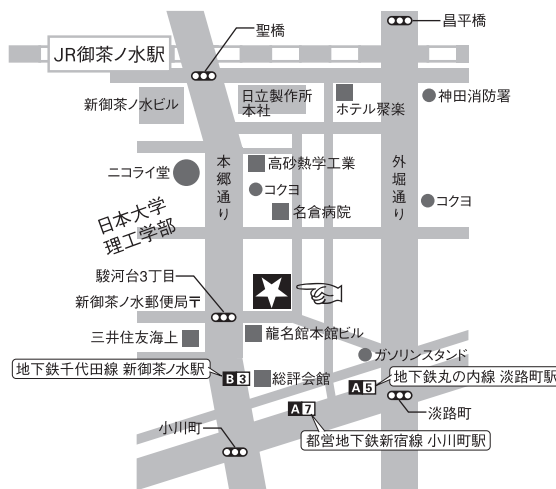 聖橋
昌平橋
JR御茶ノ水駅
新御茶ノ水ビル
日立製作所
本社
ホテル聚楽
神田消防署
ニコライ堂
本郷通り
高砂熱学工業
外堀通り
コクヨ
コクヨ
名倉病院
日本大学
理工学部
駿河台3丁目
新御茶ノ水郵便局〒
三井住友海上
龍名館本館ビル
ガソリンスタンド
地下鉄千代田線 新御茶ノ水駅
B3
総評会館
A5
地下鉄丸の内線 淡路町駅
A7
淡路町
小川町
都営地下鉄新宿線 小川町駅